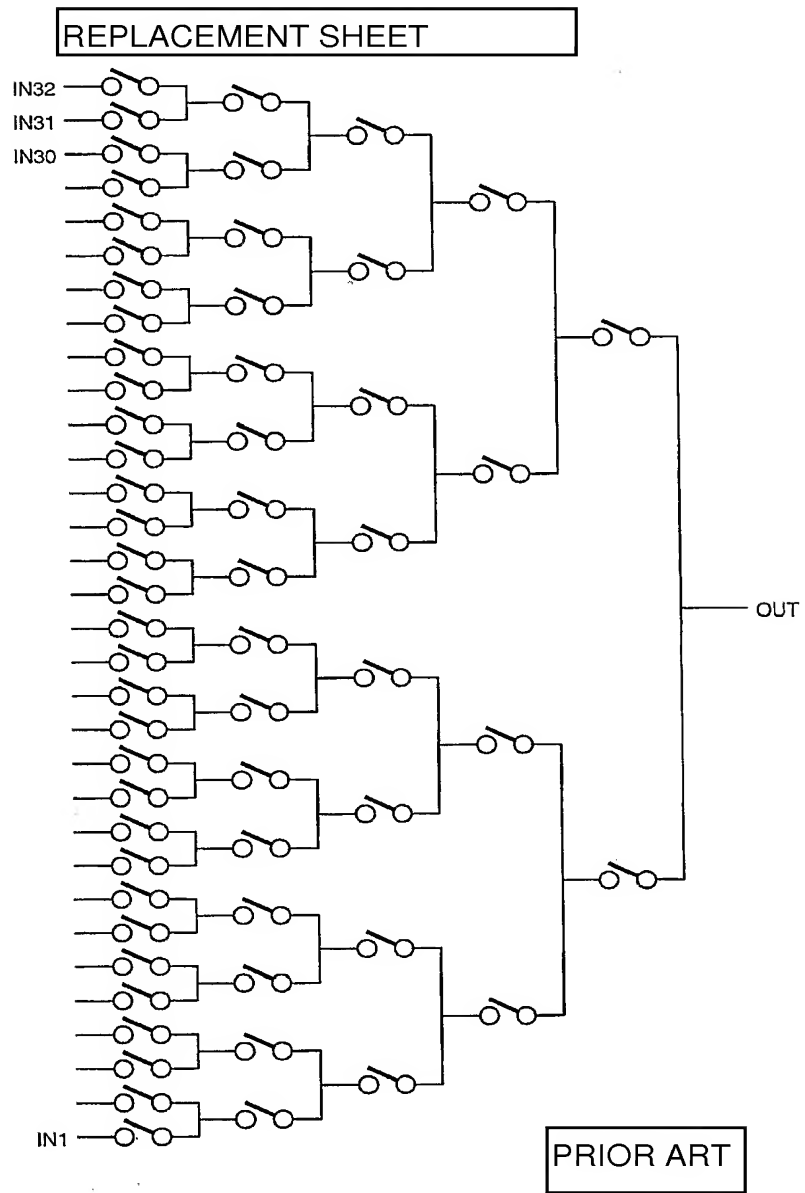 REPLACEMENT SHEET
IN32
IN31
IN30
OUT
IN1
PRIOR ART